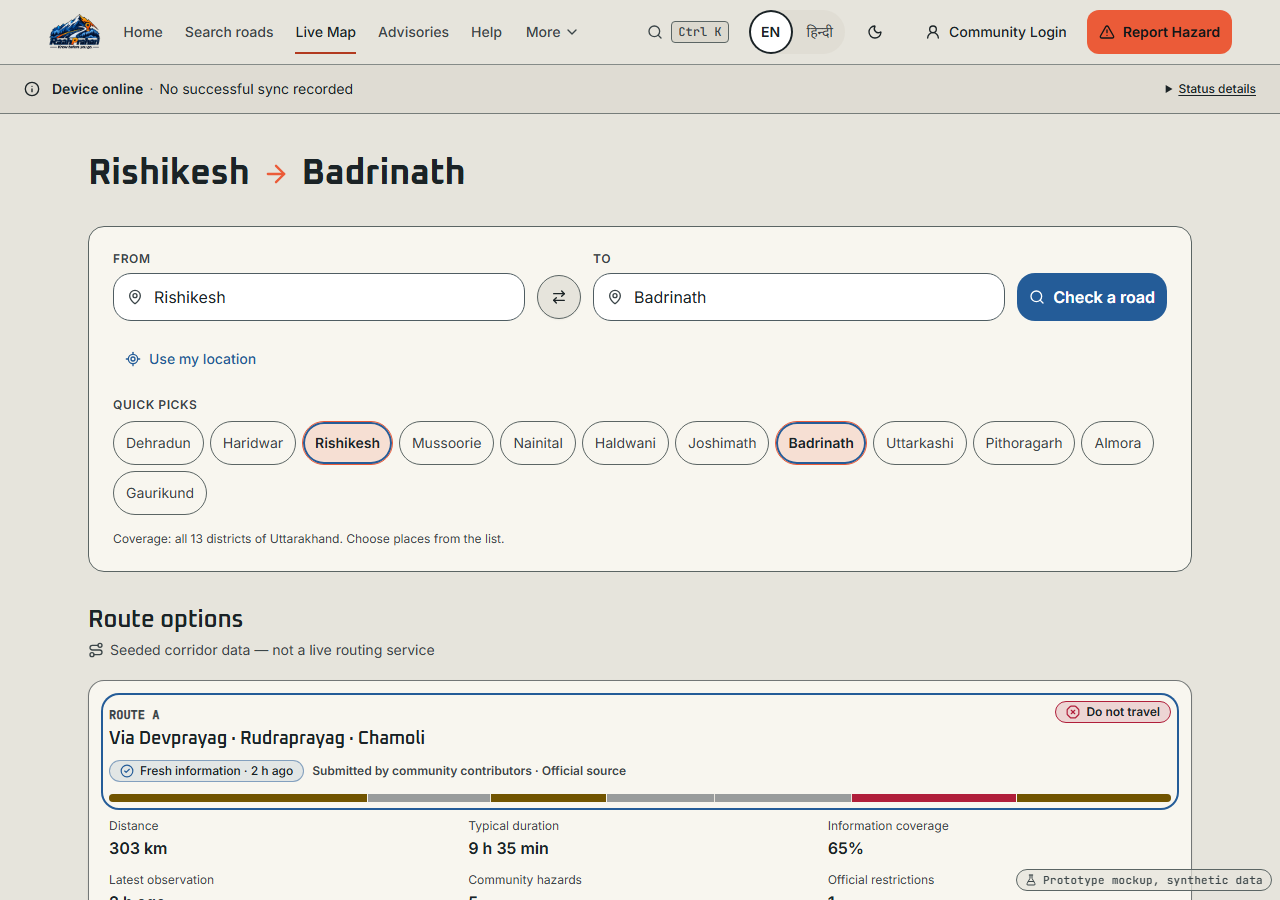 Home
Search roads
Live Map
Advisories
Help
More
Ctrl K
EN
हिन्दी
Community Login
Report Hazard
Device online · No successful sync recorded
Status details
Rishikesh → Badrinath
FROM
Rishikesh
TO
Badrinath
Check a road
Use my location
QUICK PICKS
Dehradun
Haridwar
Rishikesh
Mussoorie
Nainital
Haldwani
Joshimath
Badrinath
Uttarkashi
Pithoragarh
Almora
Gaurikund
Coverage: all 13 districts of Uttarakhand. Choose places from the list.
Route options
Seeded corridor data — not a live routing service
ROUTE A
Do not travel
Via Devprayag · Rudraprayag · Chamoli
Fresh information · 2 h ago
Submitted by community contributors · Official source
Distance
303 km
Typical duration
9 h 35 min
Information coverage
65%
Latest observation
Community hazards
Official restrictions
Prototype mockup, synthetic data